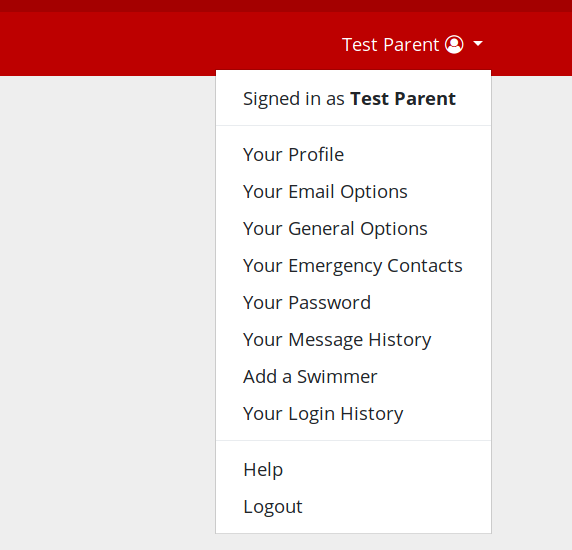 Test Parent
Signed in as Test Parent
Your Profile
Your Email Options
Your General Options
Your Emergency Contacts
Your Password
Your Message History
Add a Swimmer
Your Login History
Help
Logout